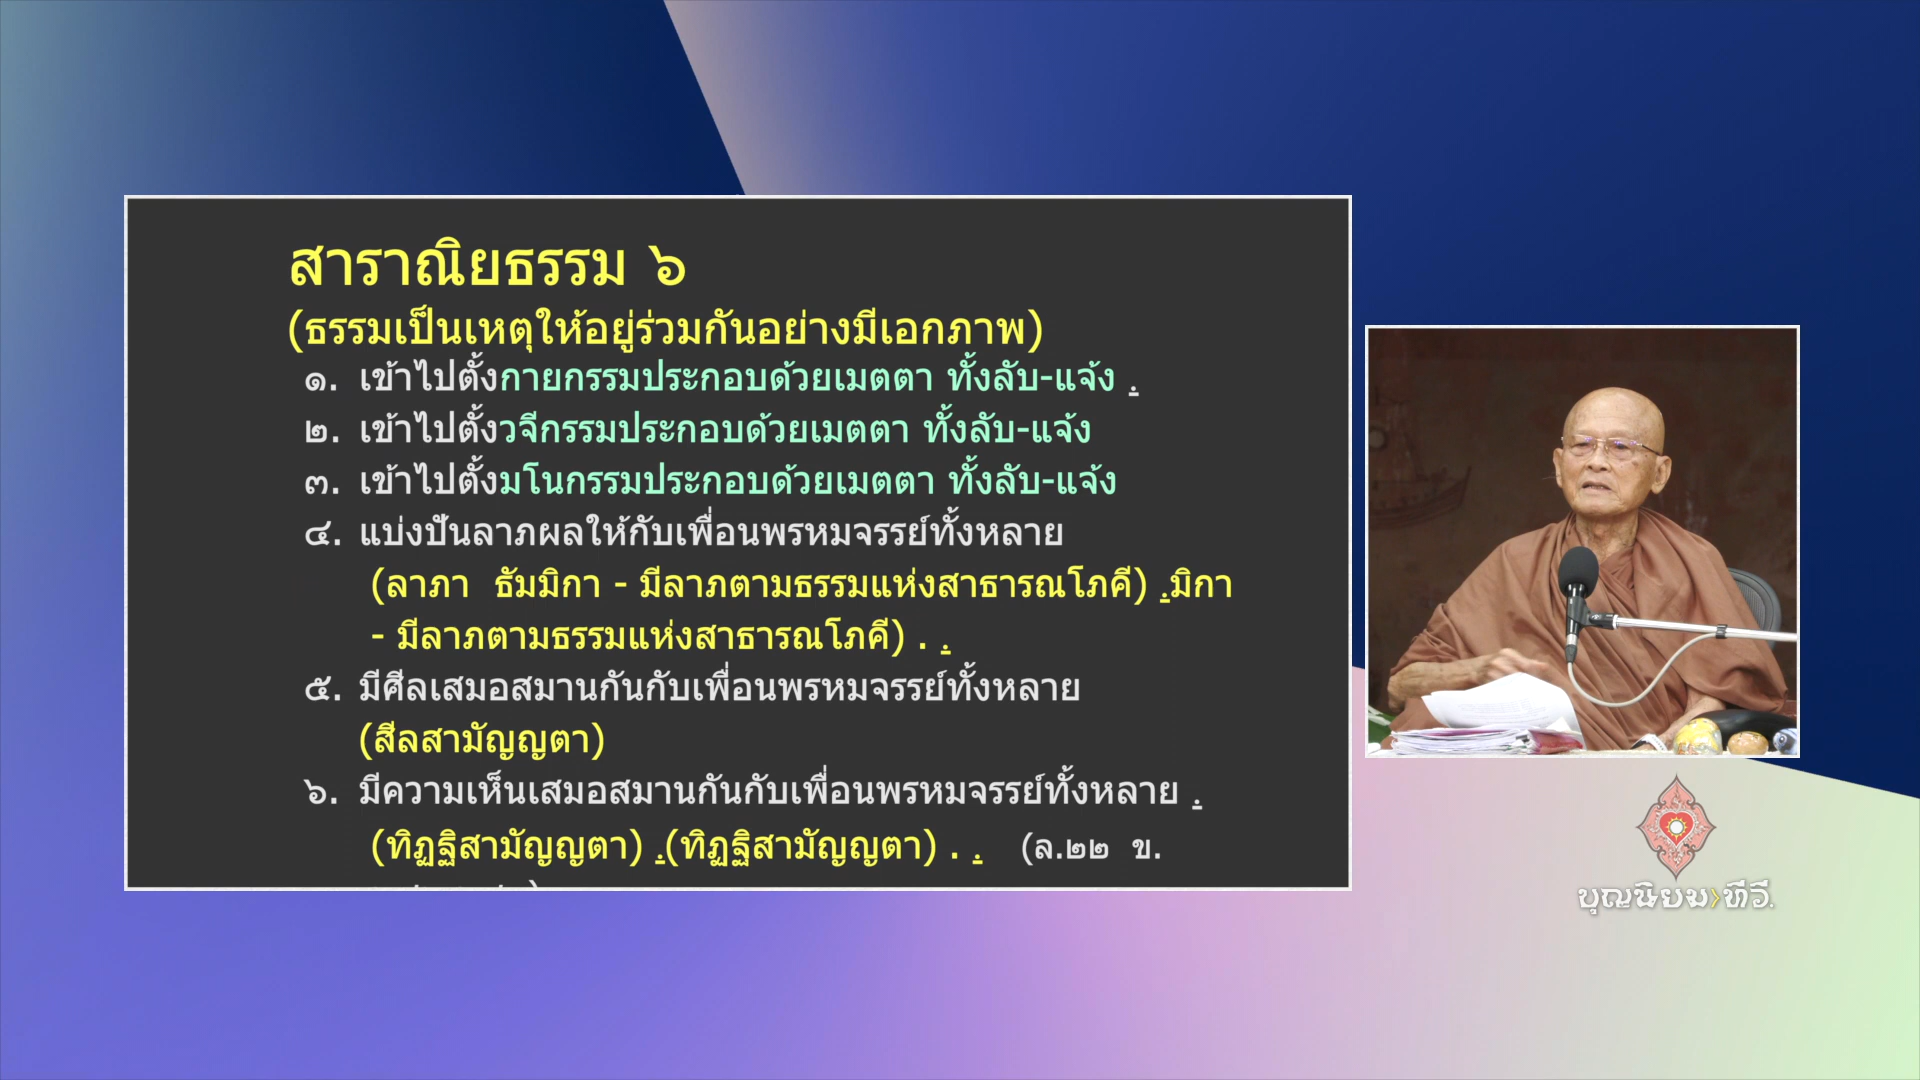 สาราณิยธรรม ๖
(ธรรมเป็นเหตุให้อยู่ร่วมกันอย่างมีเอกภาพ)
๑. เข้าไปตั้งกายกรรมประกอบด้วยเมตตา ทั้งลับ-แจ้ง .
๒. เข้าไปตั้งวจีกรรมประกอบด้วยเมตตา ทั้งลับ-แจ้ง
๓. เข้าไปตั้งมโนกรรมประกอบด้วยเมตตา ทั้งลับ-แจ้ง
๔. แบ่งปันลาภผลให้กับเพื่อนพรหมจรรย์ทั้งหลาย
(ลาภา ธัมมิกา - มีลาภตามธรรมแห่งสาธารณโภคี) .มิกา
- มีลาภตามธรรมแห่งสาธารณโภคี) . .
๕. มีศีลเสมอสมานกันกับเพื่อนพรหมจรรย์ทั้งหลาย
(สีลสามัญญตา)
๖. มีความเห็นเสมอสมานกันกับเพื่อนพรหมจรรย์ทั้งหลาย .
(ทิฏฐิสามัญญตา) .(ทิฏฐิสามัญญตา) . . (ล.๒๒ ข.
บุญนิยม>ทีวี.